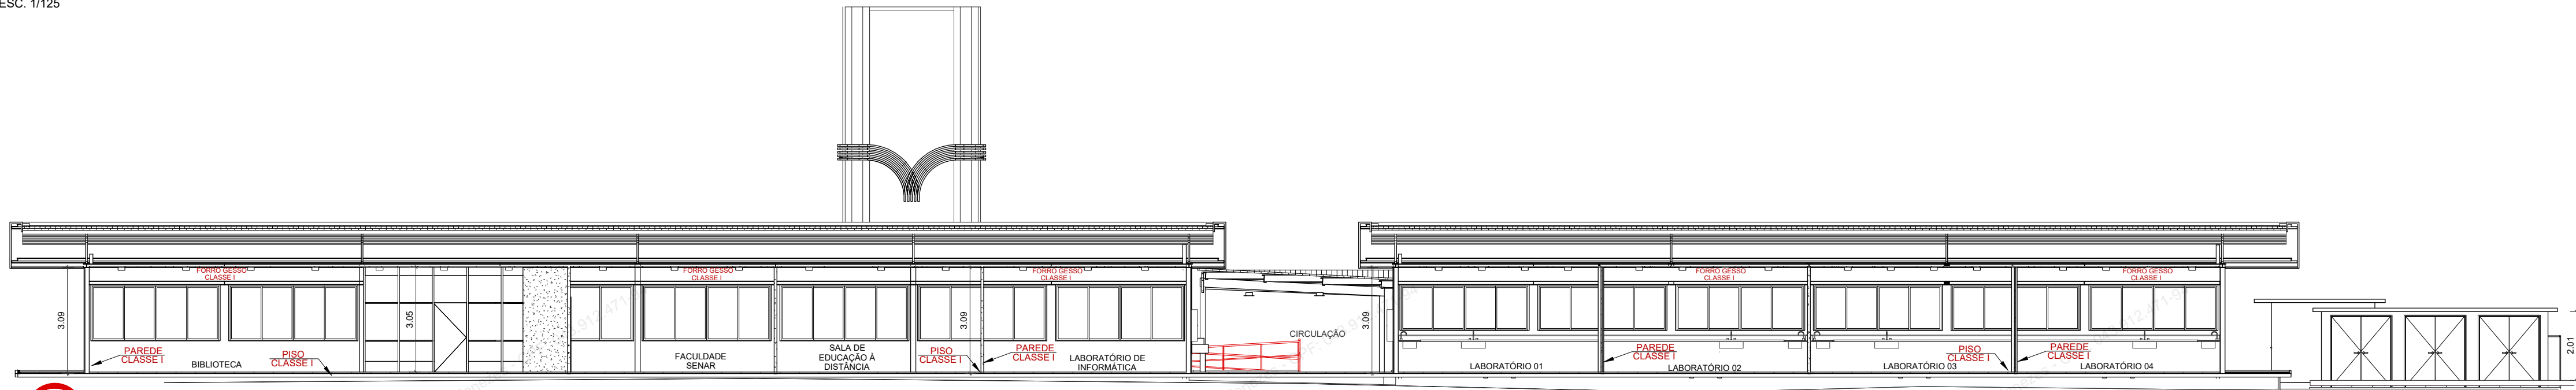 ESC. 1/125
FORRO GESSO
CLASSE I
FORRO GESSO
CLASSE I
FORRO GESSO
CLASSE I
FORRO GESSO
CLASSE I
FORRO GESSO
CLASSE I
3.09
3.05
3.09
3.09
2.01
CIRCULAÇÃO
PAREDE
CLASSE I
BIBLIOTECA
PISO
CLASSE I
FACULDADE
SENAR
SALA DE
EDUCAÇÃO À
DISTÂNCIA
PISO
CLASSE I
PAREDE
CLASSE I
LABORATÓRIO DE
INFORMÁTICA
LABORATÓRIO 01
PAREDE
CLASSE I
LABORATÓRIO 02
LABORATÓRIO 03
PISO
CLASSE I
PAREDE
CLASSE I
LABORATÓRIO 04